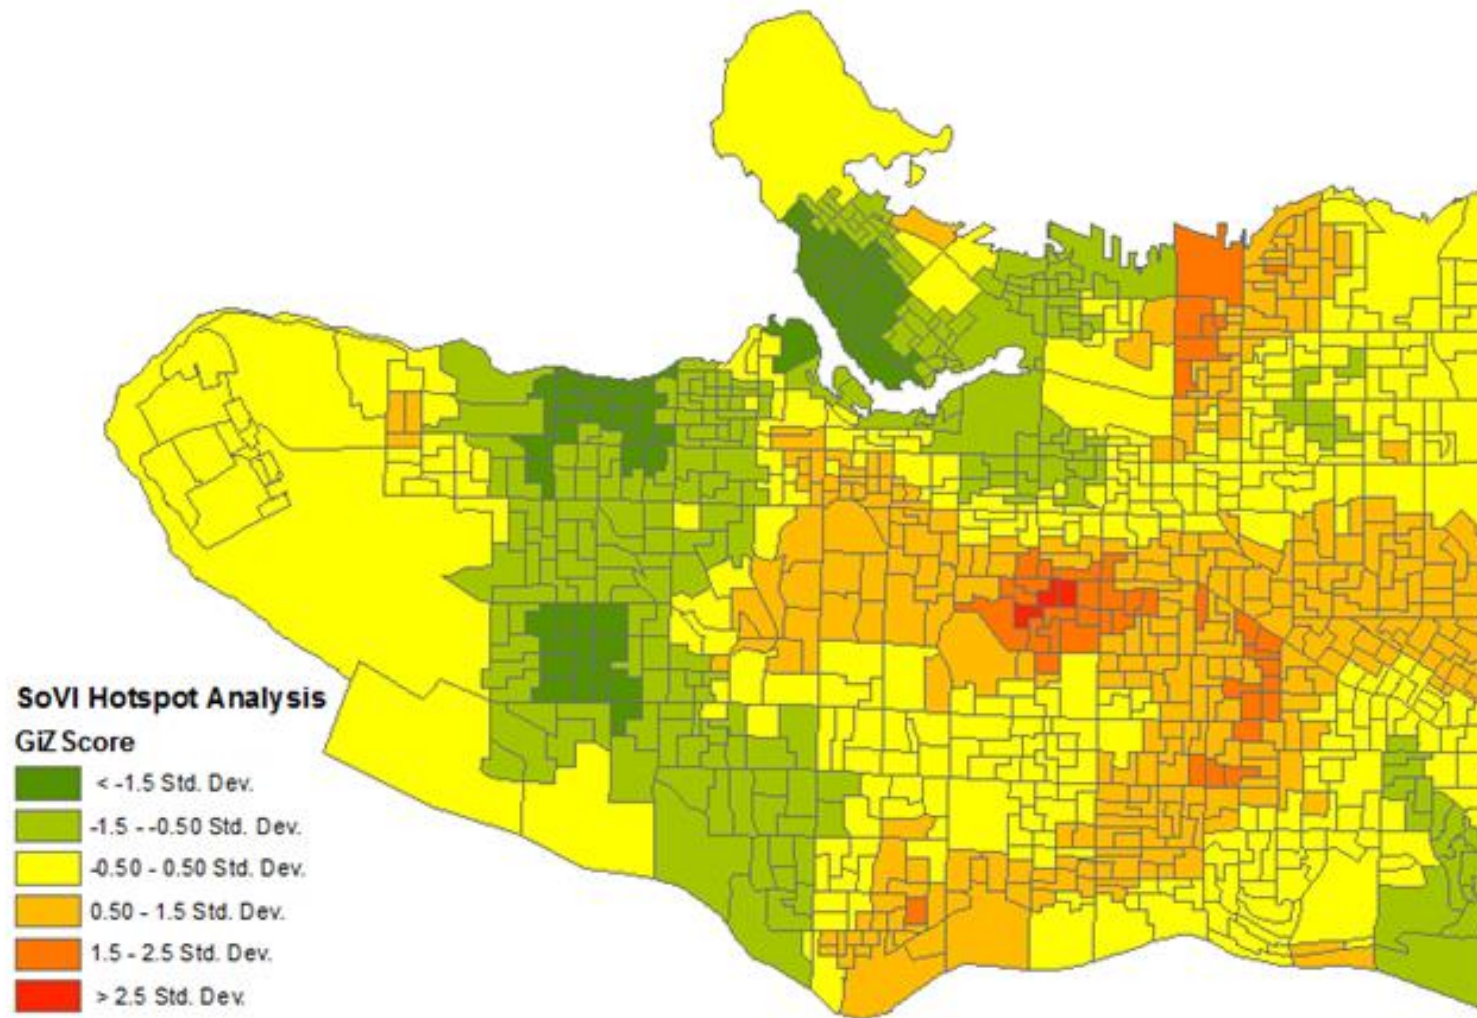 SoVI Hotspot Analysis
GiZ Score
< -1.5 Std. Dev.
-1.5 - -0.50 Std. Dev.
-0.50 - 0.50 Std. Dev.
0.50 - 1.5 Std. Dev.
1.5 - 2.5 Std. Dev.
> 2.5 Std. Dev.